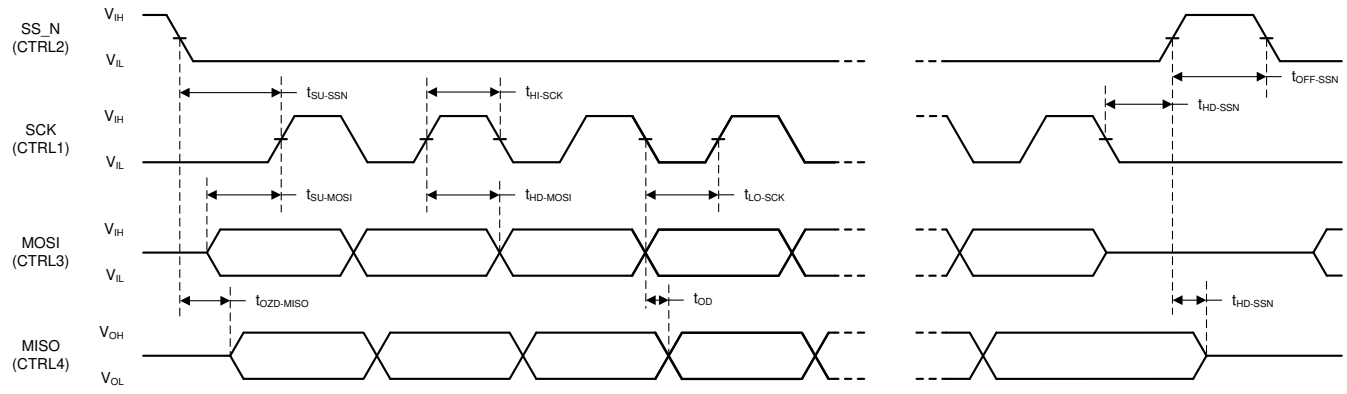 SS_N
(CTRL2)
V_IH
V_IL
t_SU-SSN
t_HI-SCK
t_HD-SSN
t_OFF-SSN
SCK
(CTRL1)
V_IH
V_IL
t_SU-MOSI
t_HD-MOSI
t_LO-SCK
MOSI
(CTRL3)
V_IH
V_IL
t_OZD-MISO
t_OD
t_HD-SSN
MISO
(CTRL4)
V_OH
V_OL